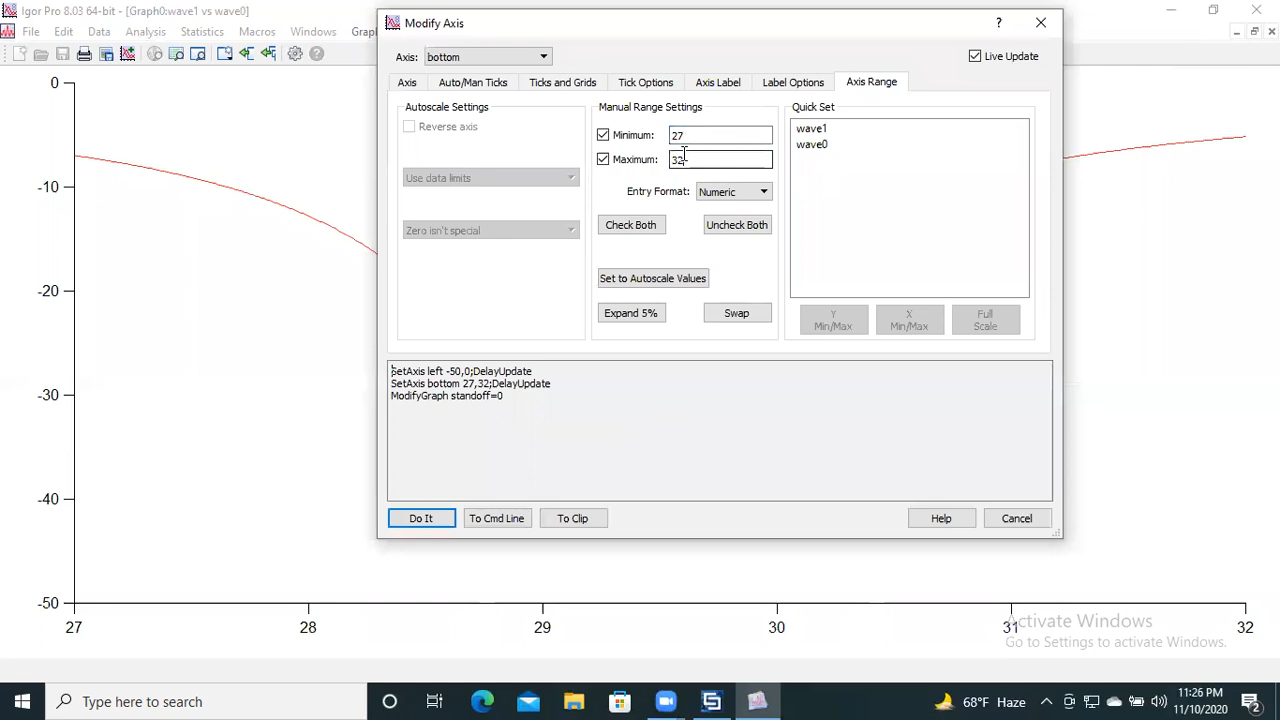 Igor Pro 8.03 64-bit - [Graph0:wave1 vs wave0]
File Edit Data Analysis Statistics Macros Windows Graph
Modify Axis
Axis: bottom
Live Update
Axis Auto/Man Ticks Ticks and Grids Tick Options Axis Label Label Options Axis Range
Autoscale Settings
Reverse axis
Use data limits
Zero isn't special
Manual Range Settings
Minimum: 27
Maximum: 32
Entry Format: Numeric
Check Both Uncheck Both
Set to Autoscale Values
Expand 5% Swap
Quick Set
wave1
wave0
Y Min/Max
X Min/Max
Full Scale
SetAxis left -50,0;DelayUpdate
SetAxis bottom 27,32;DelayUpdate
ModifyGraph standoff=0
Do It To Cmd Line To Clip Help Cancel
0
-10
-20
-30
-40
-50
27 28 29 30 31 32
Activate Windows
Go to Settings to activate Windows.
Type here to search
68°F Haze
11:26 PM
11/10/2020
2